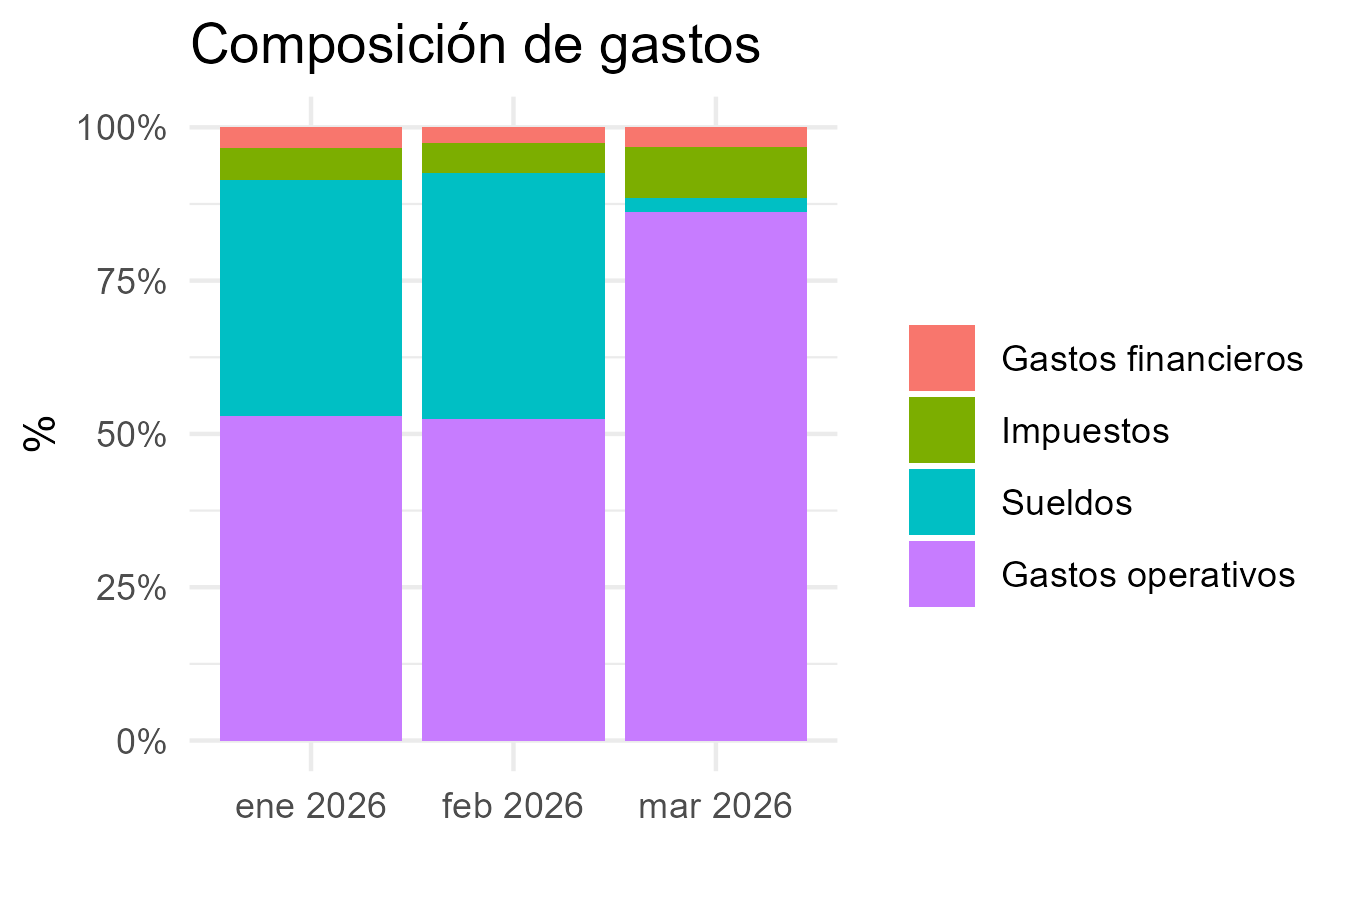 Composición de gastos
100%
75%
50%
25%
0%
%
ene 2026
feb 2026
mar 2026
Gastos financieros
Impuestos
Sueldos
Gastos operativos